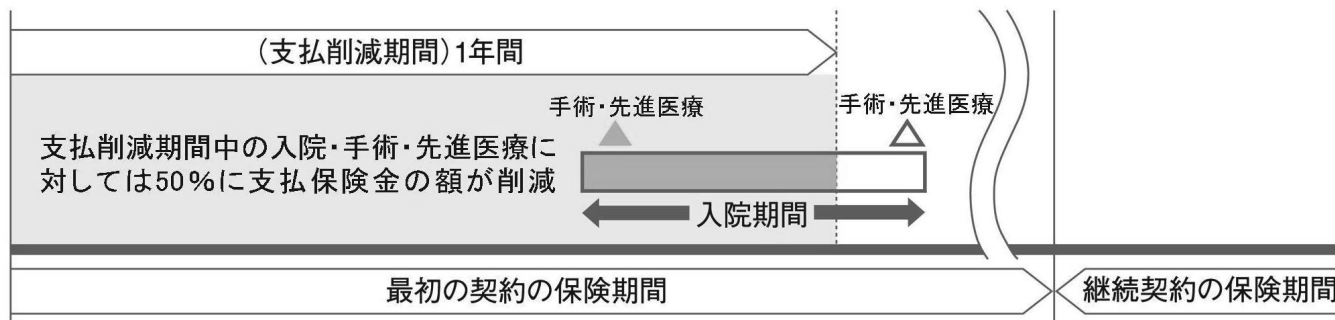 （支払削減期間）1年間
手術・先進医療
手術・先進医療
支払削減期間中の入院・手術・先進医療に
対しては50％に支払保険金の額が削減
入院期間
最初の契約の保険期間
継続契約の保険期間